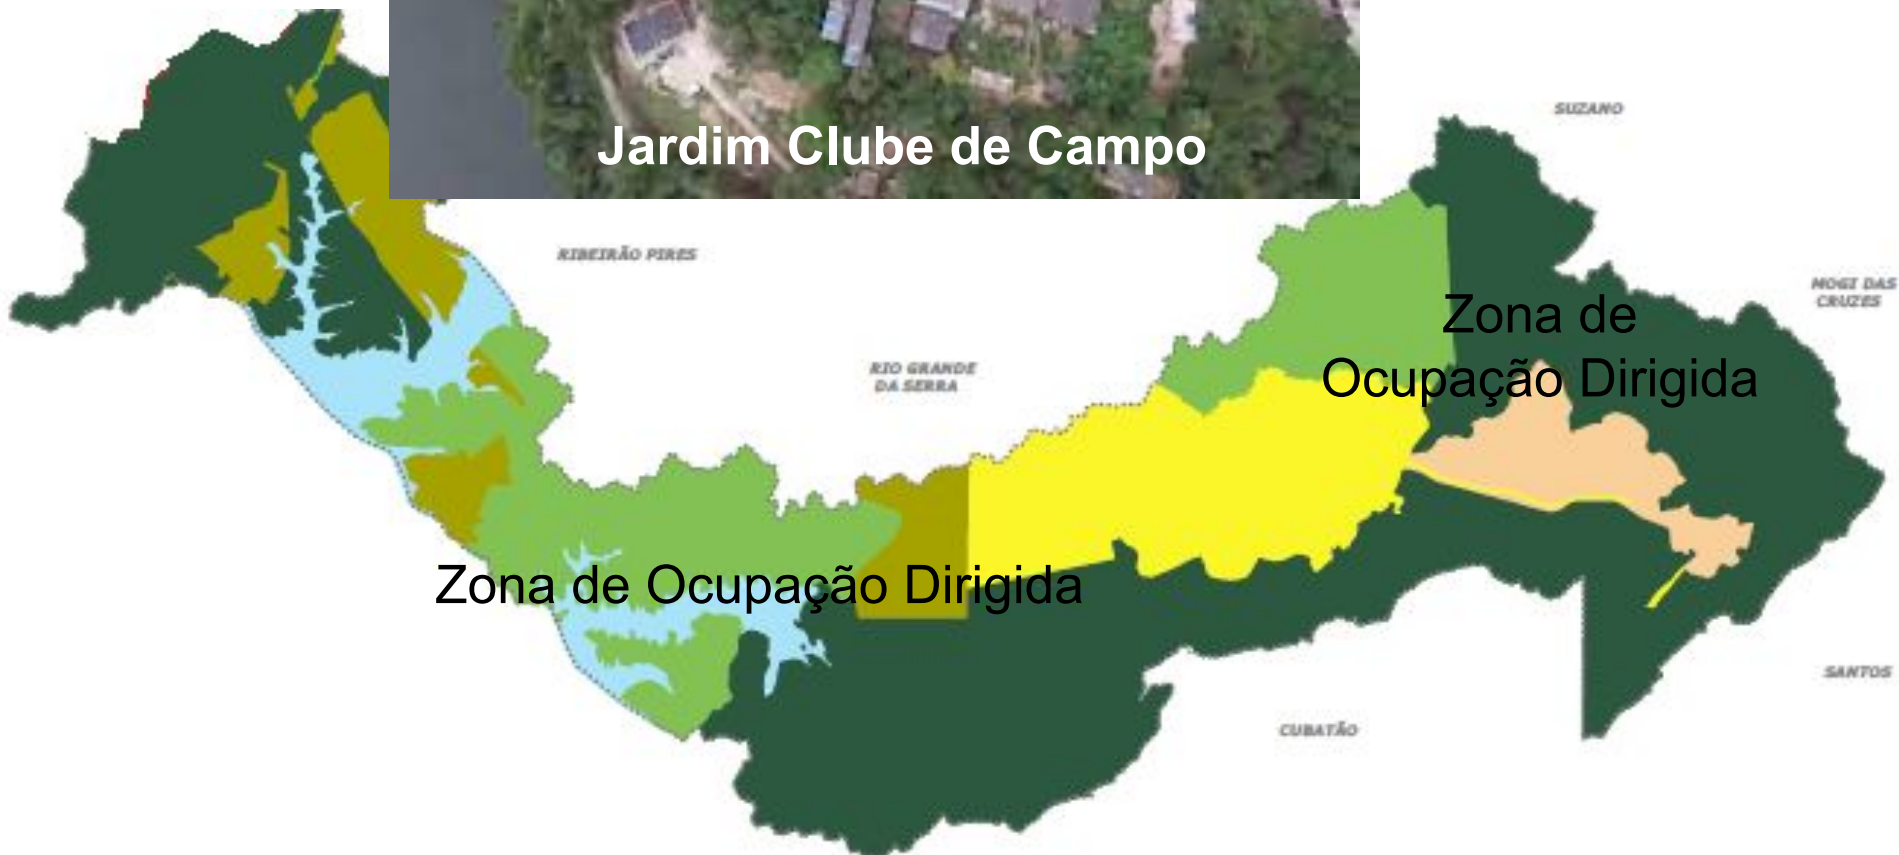 Jardim Clube de Campo
SUZANO
RIBEIRÃO PIRES
MOGI DAS
CRUZES
Zona de
Ocupação Dirigida
RIO GRANDE
DA SERRA
Zona de Ocupação Dirigida
SANTOS
CUBATÃO